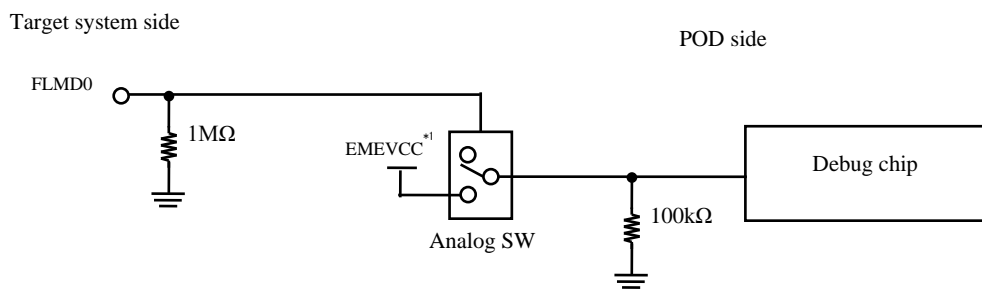 Target system side
POD side
FLMD0
1MΩ
EMEVCC*1
Debug chip
100kΩ
Analog SW